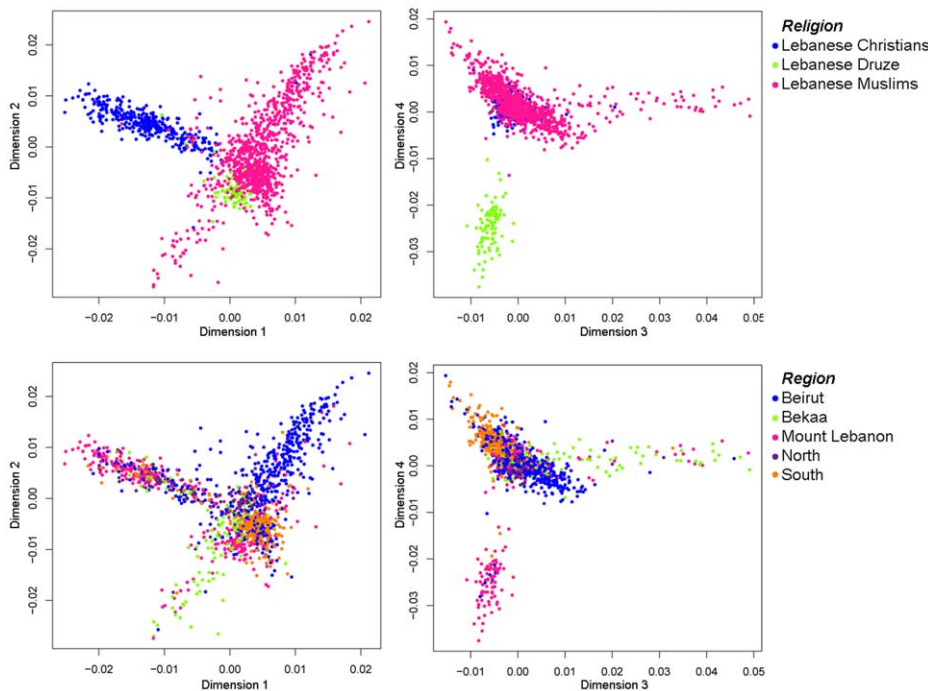 Religion
Lebanese Christians
Lebanese Druze
Lebanese Muslims
Dimension 2
0.02
0.01
0.00
−0.01
−0.02
−0.02
−0.01
0.00
0.01
0.02
Dimension 1
Dimension 4
0.02
0.01
0.00
−0.01
−0.02
−0.03
−0.01
0.00
0.01
0.02
0.03
0.04
0.05
Dimension 3
Region
Beirut
Bekaa
Mount Lebanon
North
South
Dimension 2
0.02
0.01
0.00
−0.01
−0.02
−0.02
−0.01
0.00
0.01
0.02
Dimension 1
Dimension 4
0.02
0.01
0.00
−0.01
−0.02
−0.03
−0.01
0.00
0.01
0.02
0.03
0.04
0.05
Dimension 3